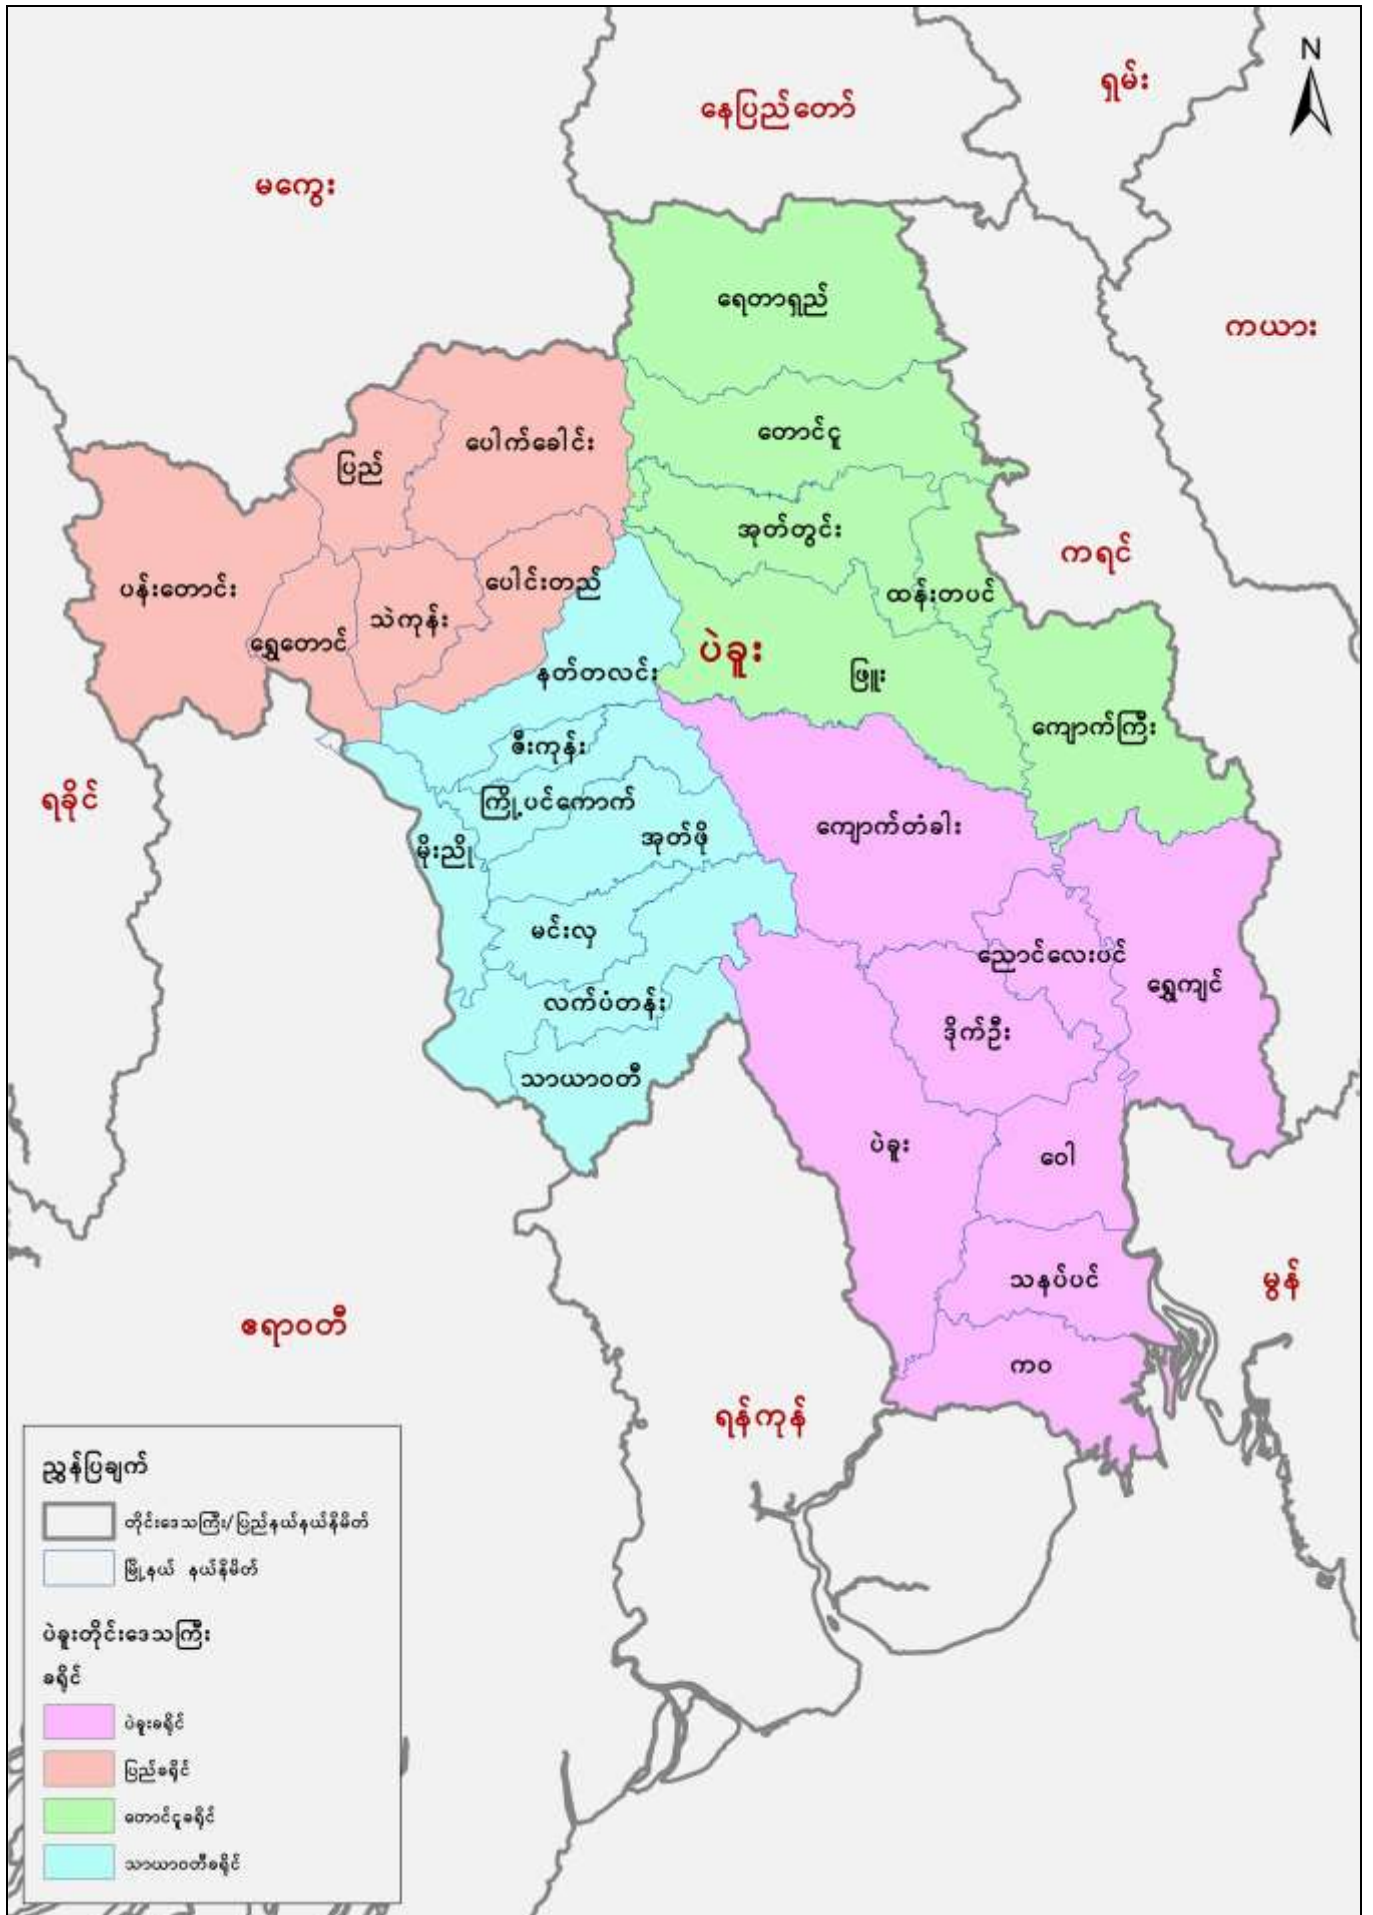 N
ရှမ်း
နေပြည်တော်
မကွေး
ရေတာရှည်
ကယား
တောင်ငူ
ပေါက်ခေါင်း
ပြည်
အုတ်တွင်း
ကရင်
ပန်းတောင်း
ပေါင်းတည်
ထန်းတပင်
သဲကုန်း
ရွှေတောင်
ပဲခူး
နတ်တလင်း
ဖြူး
ကျောက်ကြီး
ဇီးကုန်း
ရခိုင်
ကြို့ပင်ကောက်
ကျောက်တံခါး
အုတ်ဖို
မိုးညို
မင်းလှ
ညောင်လေးပင်
ရွှေကျင်
လက်ပံတန်း
ဒိုက်ဦး
သာယာဝတီ
ပဲခူး
ဝေါ
သနပ်ပင်
မွန်
ဧရာဝတီ
ကဝ
ရန်ကုန်
ညွှန်ပြချက်
တိုင်းဒေသကြီး/ပြည်နယ်နယ်နိမိတ်
မြို့နယ် နယ်နိမိတ်
ပဲခူးတိုင်းဒေသကြီး
ခရိုင်
ပဲခူးခရိုင်
ပြည်ခရိုင်
တောင်ငူခရိုင်
သာယာဝတီခရိုင်